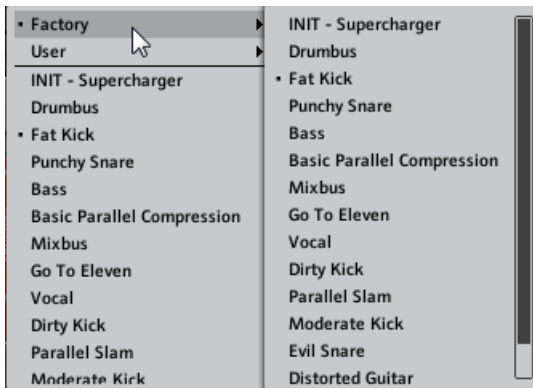 Factory
User
INIT - Supercharger
Drumbus
Fat Kick
Punchy Snare
Bass
Basic Parallel Compression
Mixbus
Go To Eleven
Vocal
Dirty Kick
Parallel Slam
Moderate Kick
INIT - Supercharger
Drumbus
Fat Kick
Punchy Snare
Bass
Basic Parallel Compression
Mixbus
Go To Eleven
Vocal
Dirty Kick
Parallel Slam
Moderate Kick
Evil Snare
Distorted Guitar